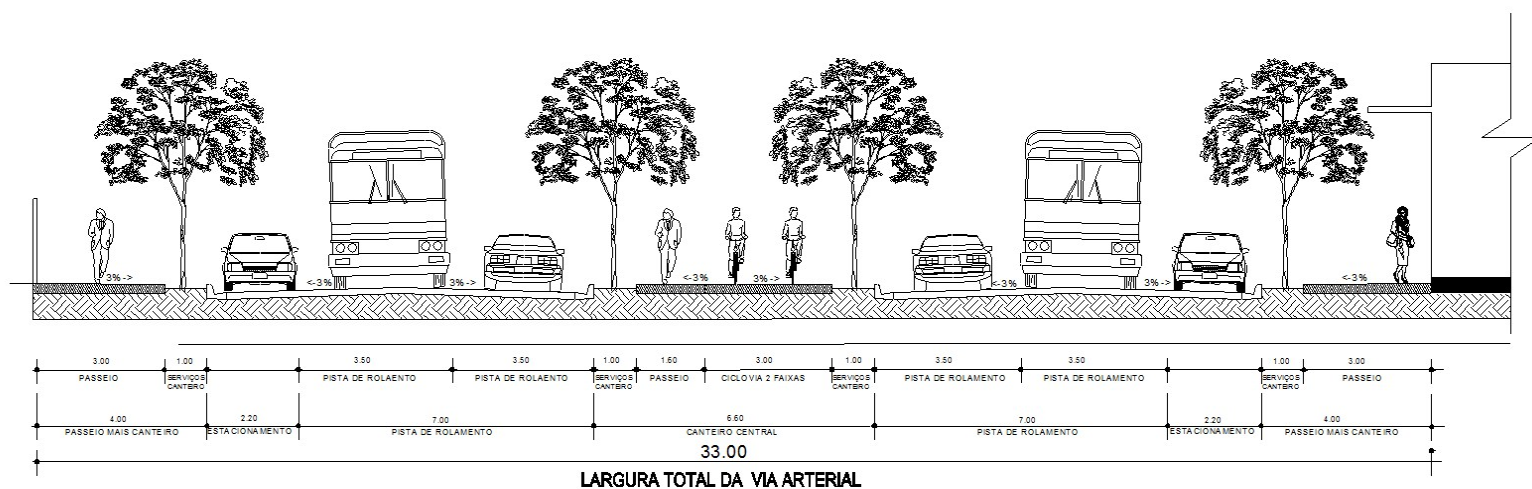 3% ->
<-3%
3% ->
<-3%
3% ->
<-3%
3% ->
<-3%
3.00
1.00
3.50
3.50
1.00
1.60
3.00
1.00
3.50
3.50
1.00
3.00
PASSEIO
SERVIÇOS
CANTEIRO
PISTA DE ROLAENTO
PISTA DE ROLAENTO
SERVIÇOS
CANTEIRO
PASSEIO
CICLOVIA 2 FAIXAS
SERVIÇOS
CANTEIRO
PISTA DE ROLAMENTO
PISTA DE ROLAMENTO
SERVIÇOS
CANTEIRO
PASSEIO
4.00
2.20
7.00
6.60
7.00
2.20
4.00
PASSEIO MAIS CANTEIRO
ESTACIONAMENTO
PISTA DE ROLAMENTO
CANTEIRO CENTRAL
PISTA DE ROLAMENTO
ESTACIONAMENTO
PASSEIO MAIS CANTEIRO
33.00
LARGURA TOTAL DA VIA ARTERIAL